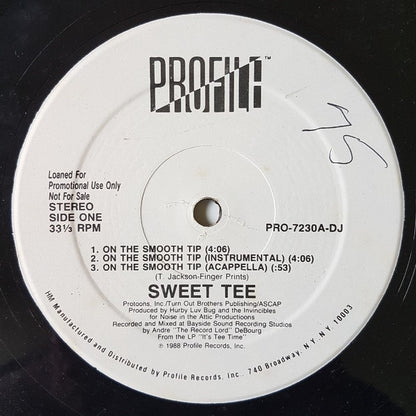 PROFILE™
Loaned For
Promotional Use Only
Not For Sale
STEREO
SIDE ONE
33⅓ RPM
PRO-7230A-DJ
1. ON THE SMOOTH TIP (4:06)
2. ON THE SMOOTH TIP (INSTRUMENTAL) (4:06)
3. ON THE SMOOTH TIP (ACAPPELLA) (:53)
(T. Jackson-Finger Prints)
SWEET TEE
Protoons, Inc./Turn Out Brothers Publishing/ASCAP
Produced by Hurby Luv Bug and the Invincibles
for Noise in the Attic Productions
Recorded and Mixed at Bayside Sound Recording Studios
by Andre "The Record Lord" DeBourg
From the LP "It's Tee Time"
℗ 1988 Profile Records, Inc.
HM Manufactured and Distributed by Profile Records, Inc. 740 Broadway, N.Y. N.Y. 10003